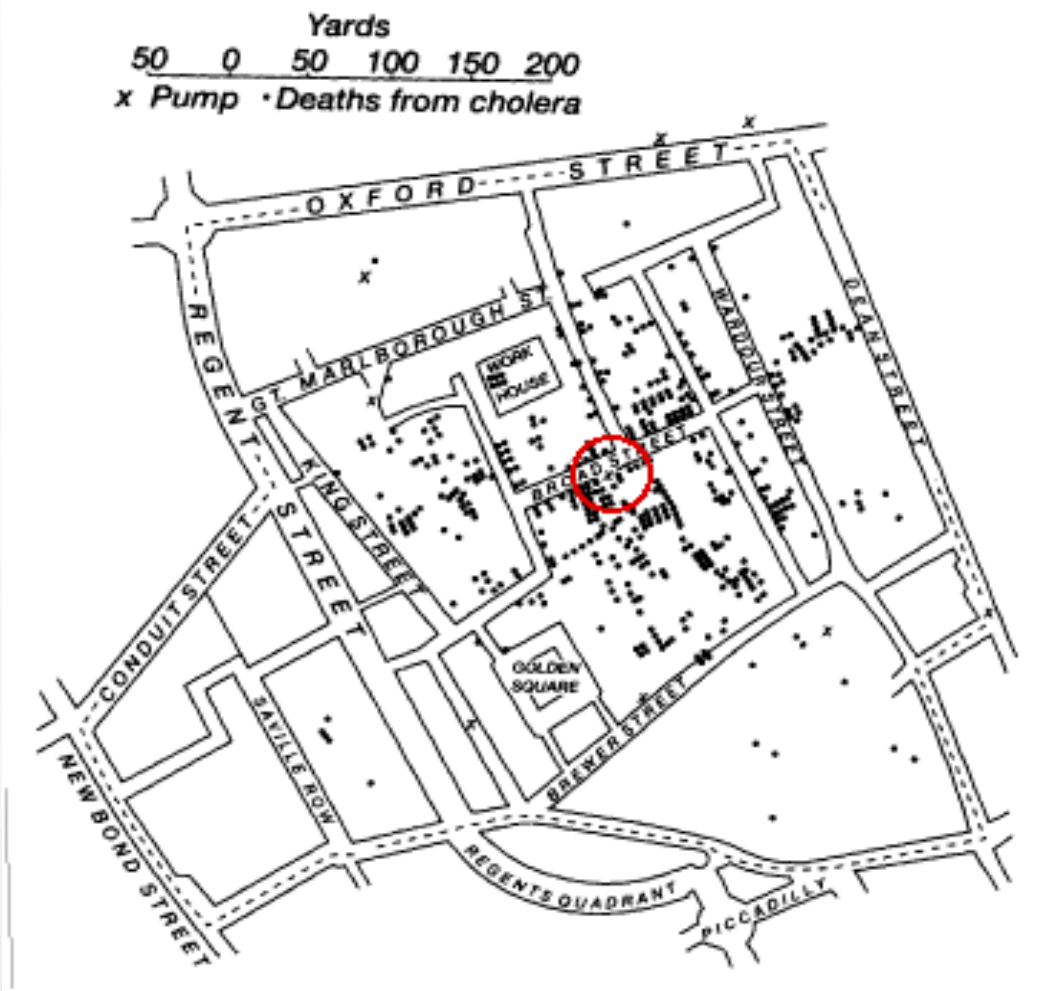 Yards
50 0 50 100 150 200
x Pump · Deaths from cholera
OXFORD STREET
REGENT STREET
GT. MARLBOROUGH ST.
WORK
HOUSE
WARDOUR STREET
DEAN STREET
BROAD STREET
KING STREET
CONDUIT STREET
GOLDEN
SQUARE
SAVILLE ROW
BREWER STREET
NEW BOND STREET
REGENTS QUADRANT
PICCADILLY